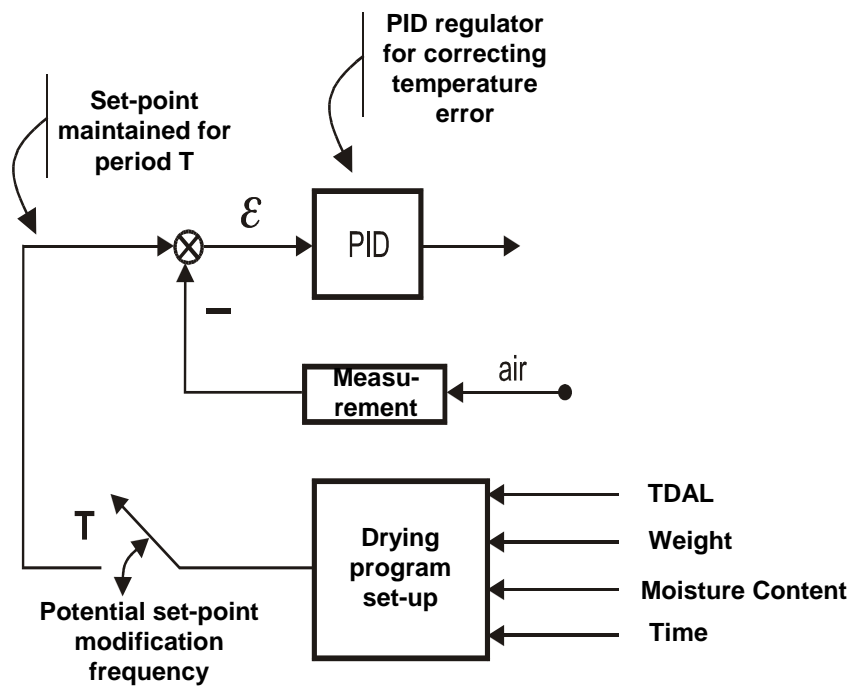 PID regulator
for correcting
temperature
error
Set-point
maintained for
period T
ε
PID
−
Measu-
rement
air
T
Drying
program
set-up
TDAL
Weight
Moisture Content
Time
Potential set-point
modification
frequency